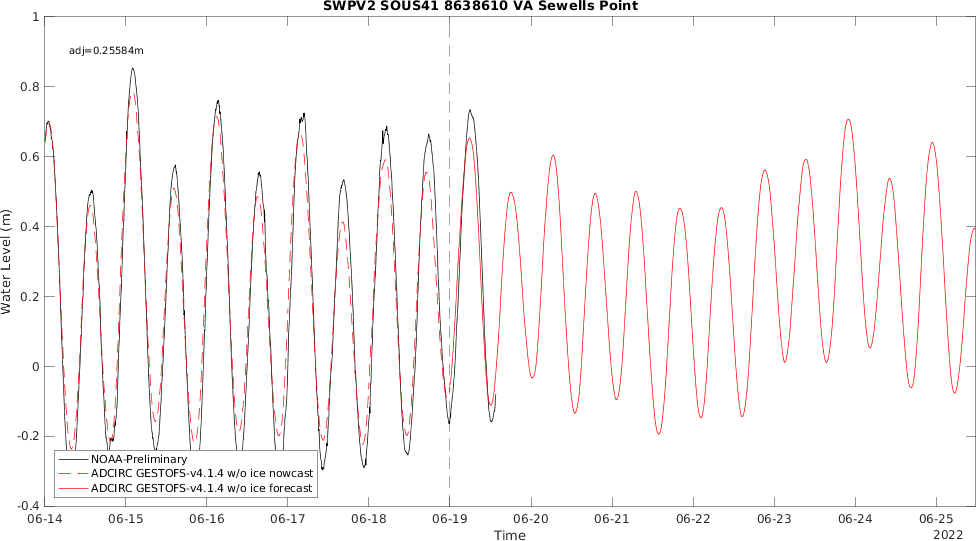 SWPV2 SOUS41 8638610 VA Sewells Point
adj=0.25584m
1
0.8
0.6
0.4
0.2
0
-0.2
-0.4
Water Level (m)
NOAA-Preliminary
ADCIRC GESTOFS-v4.1.4 w/o ice nowcast
ADCIRC GESTOFS-v4.1.4 w/o ice forecast
06-14 06-15 06-16 06-17 06-18 06-19 06-20 06-21 06-22 06-23 06-24 06-25
Time
2022